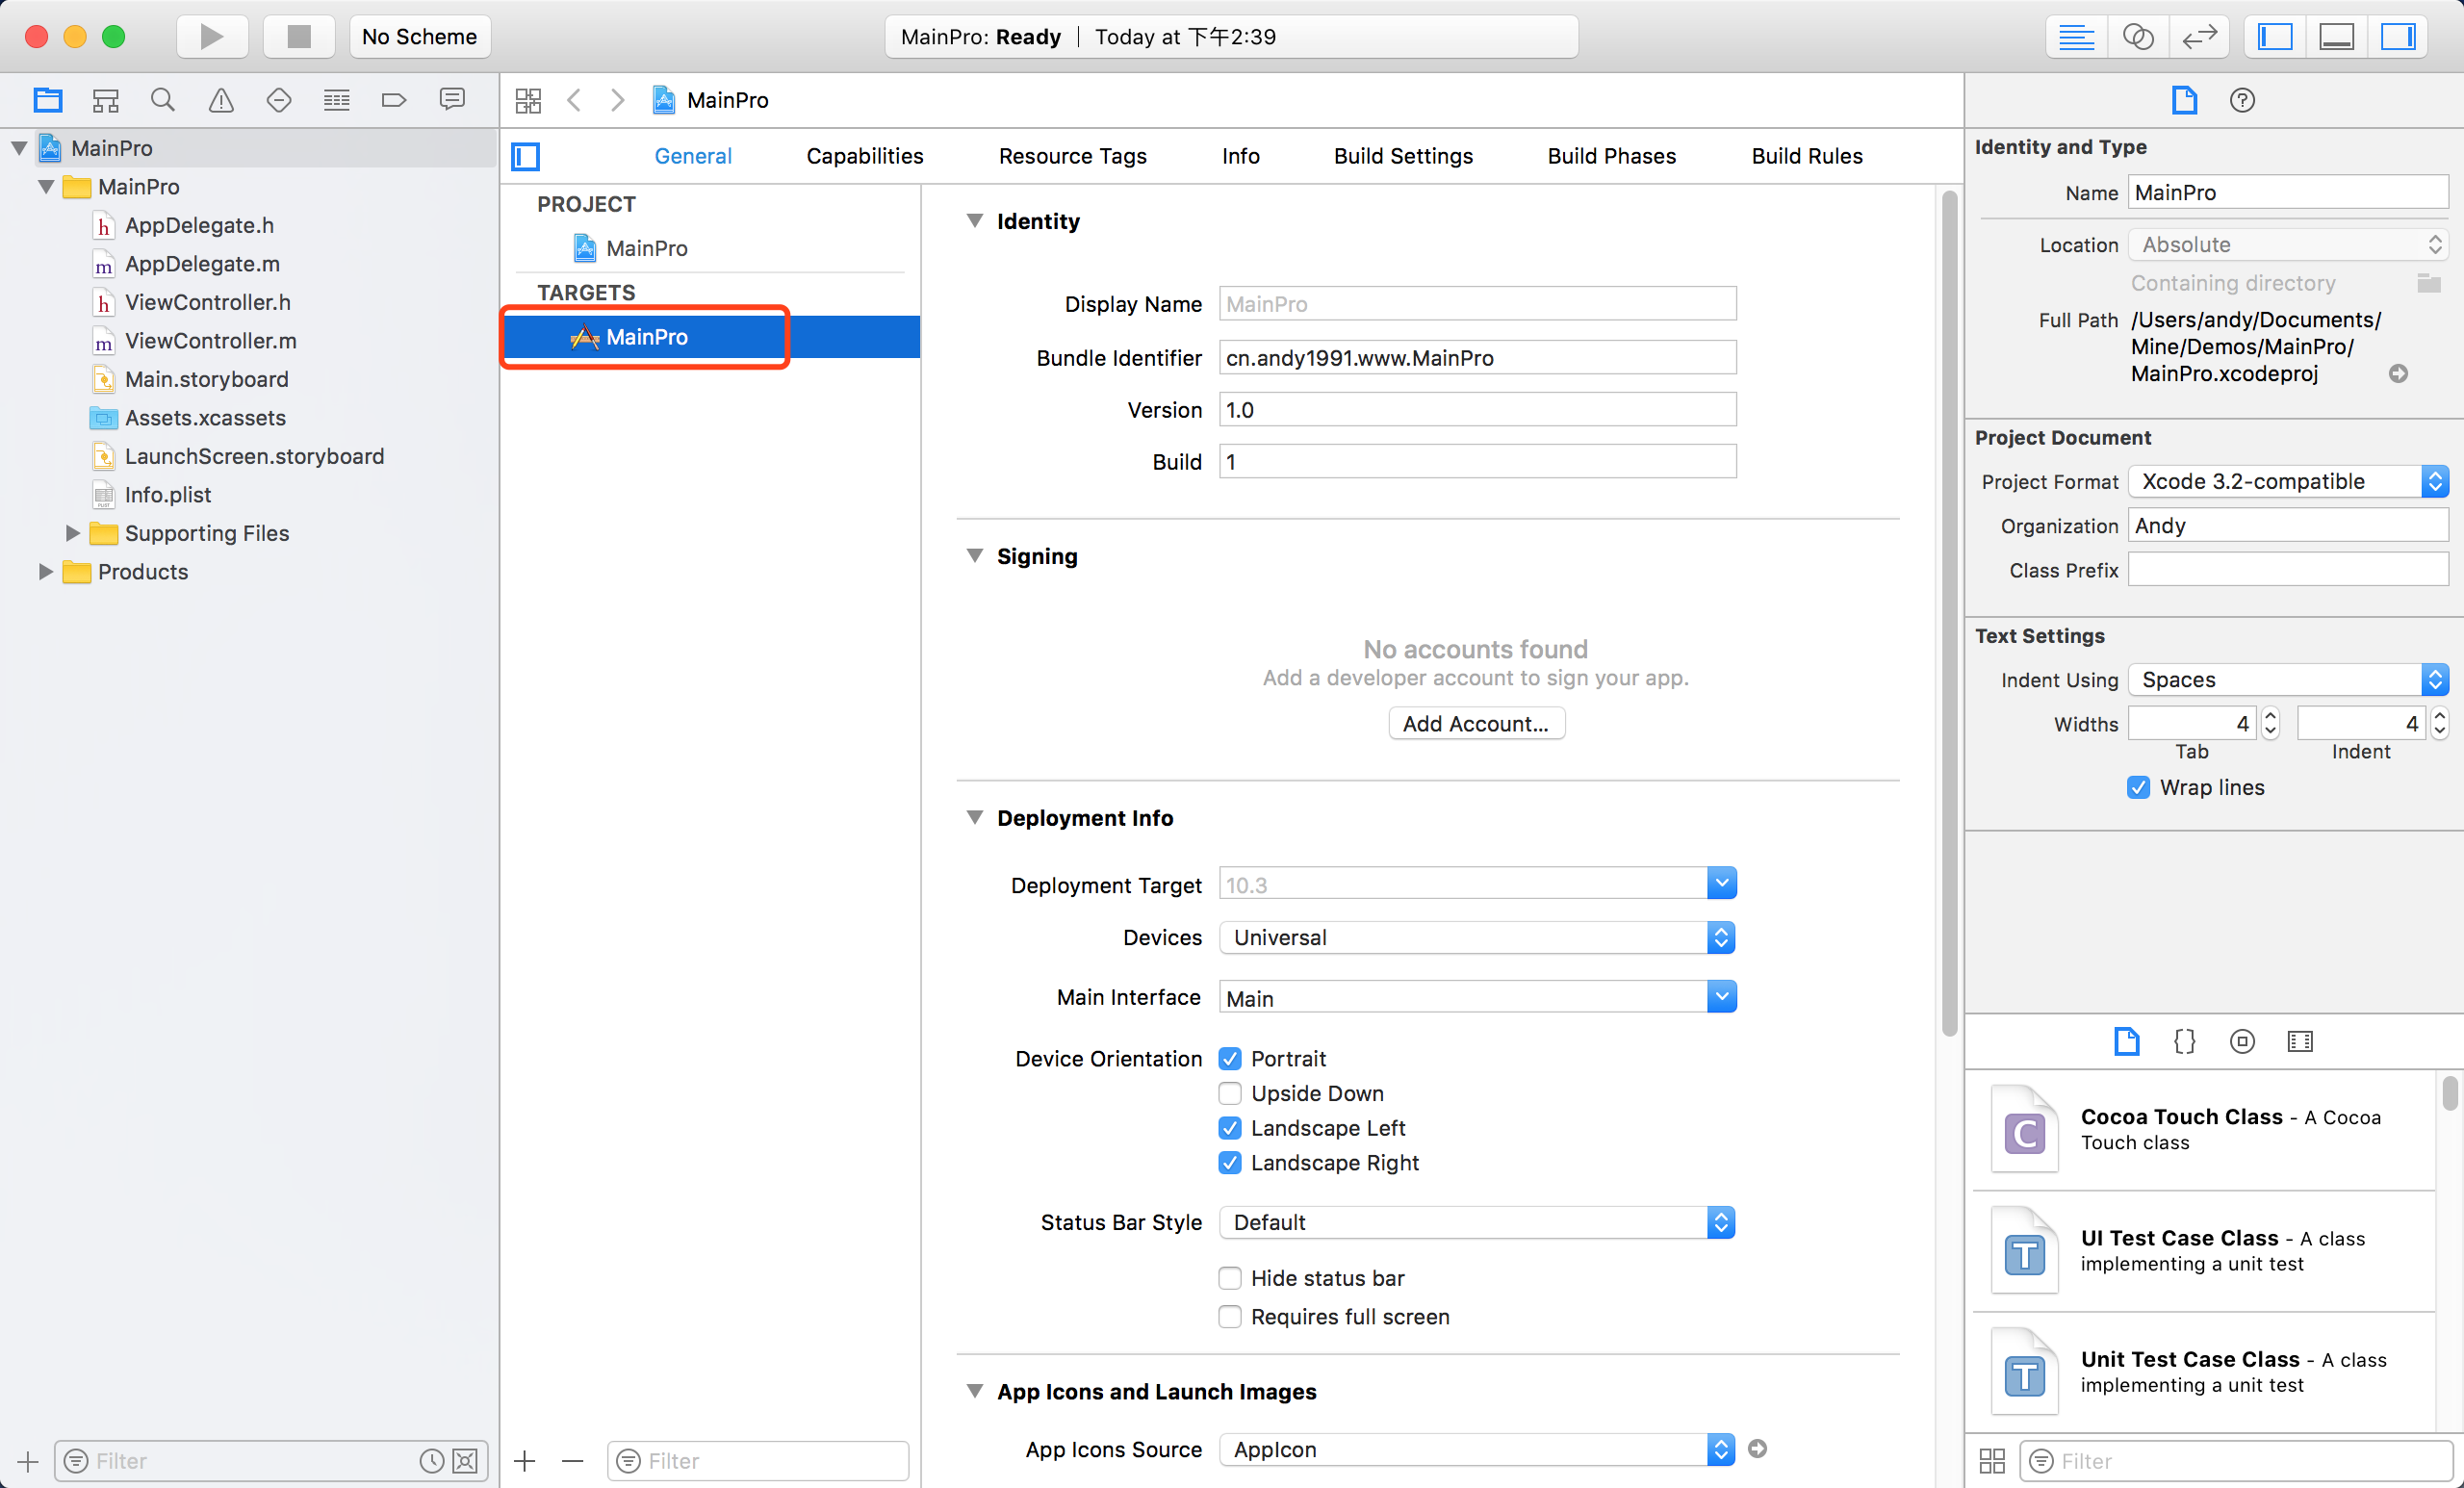 No Scheme
MainPro: Ready | Today at 下午2:39
MainPro
MainPro
AppDelegate.h
AppDelegate.m
ViewController.h
ViewController.m
Main.storyboard
Assets.xcassets
LaunchScreen.storyboard
Info.plist
Supporting Files
Products
Filter
MainPro
General Capabilities Resource Tags Info Build Settings Build Phases Build Rules
PROJECT
MainPro
TARGETS
MainPro
Filter
Identity
Display Name MainPro
Bundle Identifier cn.andy1991.www.MainPro
Version 1.0
Build 1
Signing
No accounts found
Add a developer account to sign your app.
Add Account...
Deployment Info
Deployment Target 10.3
Devices Universal
Main Interface Main
Device Orientation Portrait
Upside Down
Landscape Left
Landscape Right
Status Bar Style Default
Hide status bar
Requires full screen
App Icons and Launch Images
App Icons Source AppIcon
Identity and Type
Name MainPro
Location Absolute
Containing directory
Full Path /Users/andy/Documents/
Mine/Demos/MainPro/
MainPro.xcodeproj
Project Document
Project Format Xcode 3.2-compatible
Organization Andy
Class Prefix
Text Settings
Indent Using Spaces
Widths 4 4
Tab Indent
Wrap lines
{}
C
Cocoa Touch Class - A Cocoa
Touch class
T
UI Test Case Class - A class
implementing a unit test
T
Unit Test Case Class - A class
implementing a unit test
Filter